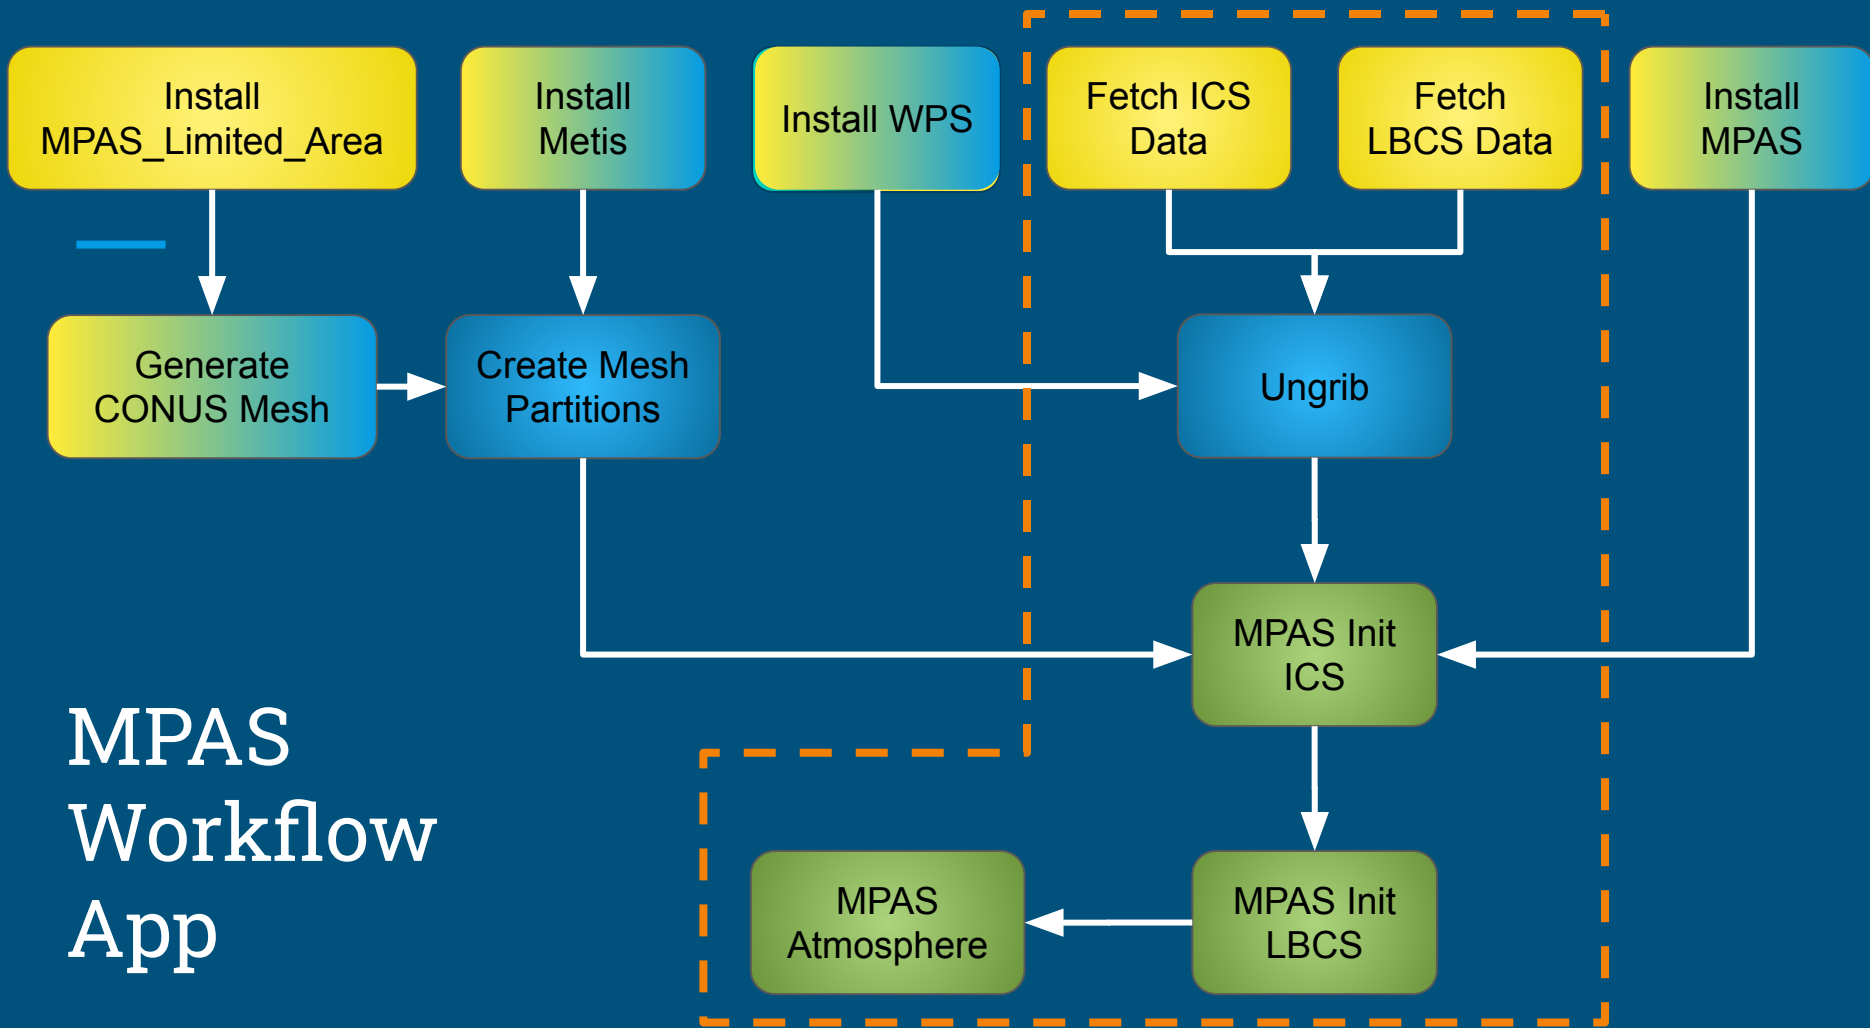 Install
MPAS_Limited_Area
Install
Metis
Install WPS
Fetch ICS
Data
Fetch
LBCS Data
Install
MPAS
Generate
CONUS Mesh
Create Mesh
Partitions
Ungrib
MPAS Init
ICS
MPAS
Workflow
App
MPAS
Atmosphere
MPAS Init
LBCS